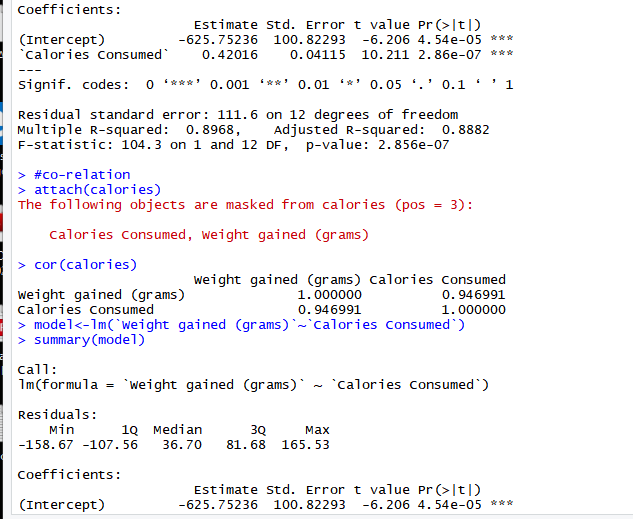 Coefficients:
Estimate Std. Error t value Pr(>|t|)
(Intercept) -625.75236 100.82293 -6.206 4.54e-05 ***
`Calories Consumed` 0.42016 0.04115 10.211 2.86e-07 ***
---
Signif. codes: 0 ‘***’ 0.001 ‘**’ 0.01 ‘*’ 0.05 ‘.’ 0.1 ‘ ’ 1
Residual standard error: 111.6 on 12 degrees of freedom
Multiple R-squared: 0.8968, Adjusted R-squared: 0.8882
F-statistic: 104.3 on 1 and 12 DF, p-value: 2.856e-07
> #co-relation
> attach(calories)
The following objects are masked from calories (pos = 3):
Calories Consumed, Weight gained (grams)
> cor(calories)
Weight gained (grams) Calories Consumed
Weight gained (grams) 1.000000 0.946991
Calories Consumed 0.946991 1.000000
> model<-lm(`Weight gained (grams)`~`Calories Consumed`)
> summary(model)
Call:
lm(formula = `Weight gained (grams)` ~ `Calories Consumed`)
Residuals:
Min 1Q Median 3Q Max
-158.67 -107.56 36.70 81.68 165.53
Coefficients:
Estimate Std. Error t value Pr(>|t|)
(Intercept) -625.75236 100.82293 -6.206 4.54e-05 ***